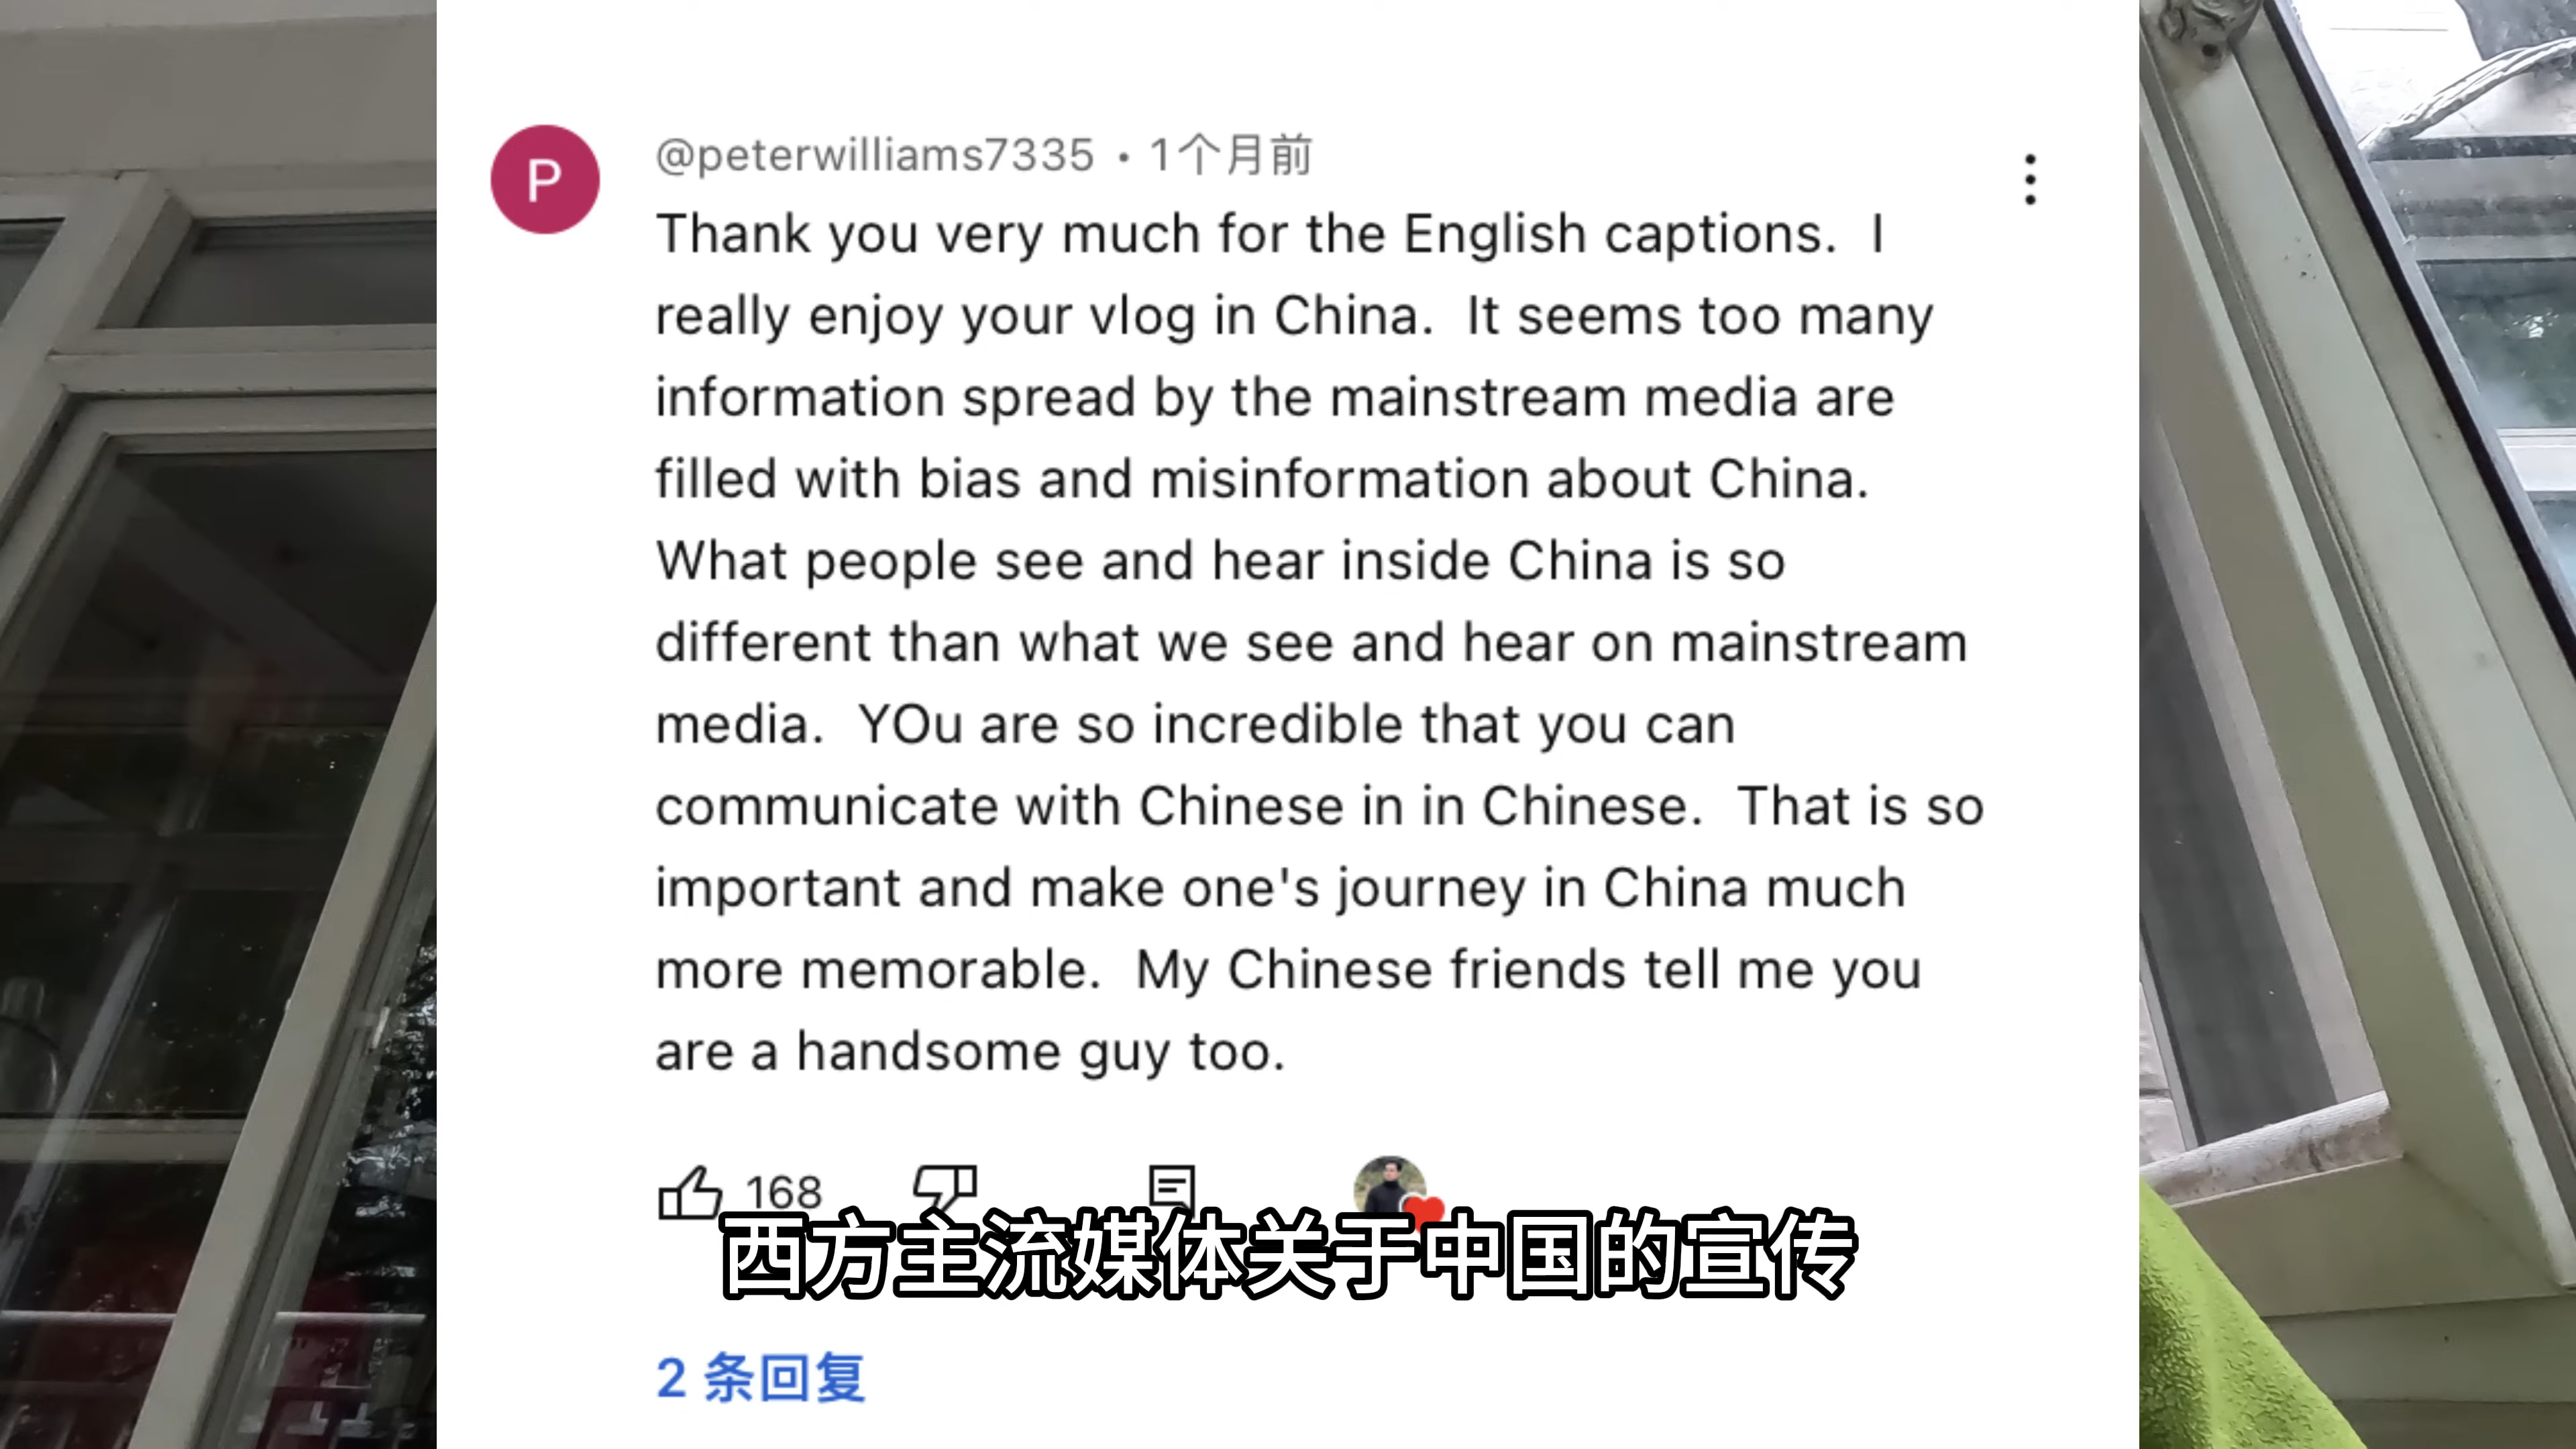 P
@peterwilliams7335 • 1个月前
Thank you very much for the English captions.  I
really enjoy your vlog in China.  It seems too many
information spread by the mainstream media are
filled with bias and misinformation about China.
What people see and hear inside China is so
different than what we see and hear on mainstream
media.  YOu are so incredible that you can
communicate with Chinese in in Chinese.  That is so
important and make one's journey in China much
more memorable.  My Chinese friends tell me you
are a handsome guy too.
168
西方主流媒体关于中国的宣传
2 条回复